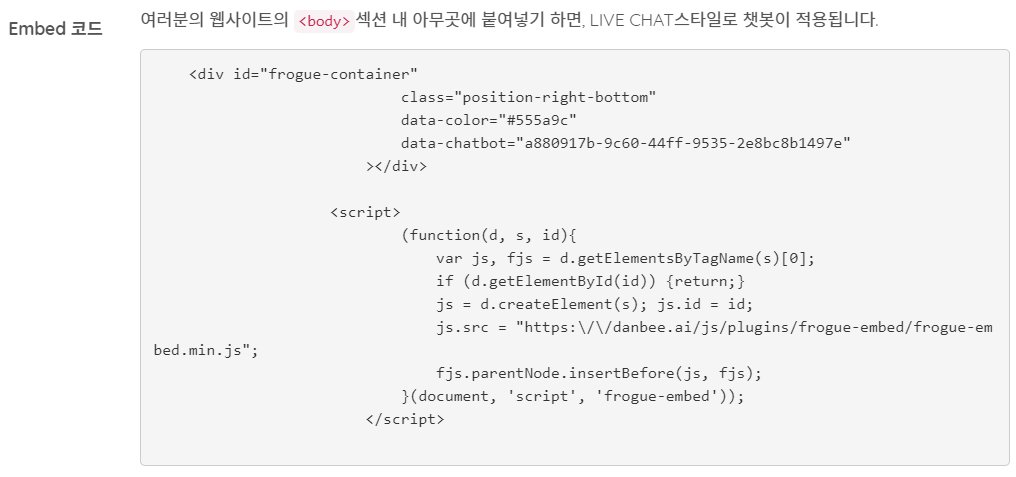 Embed 코드
여러분의 웹사이트의 <body> 섹션 내 아무곳에 붙여넣기 하면, LIVE CHAT스타일로 챗봇이 적용됩니다.
<div id="frogue-container"
class="position-right-bottom"
data-color="#555a9c"
data-chatbot="a880917b-9c60-44ff-9535-2e8bc8b1497e"
></div>
<script>
(function(d, s, id){
var js, fjs = d.getElementsByTagName(s)[0];
if (d.getElementById(id)) {return;}
js = d.createElement(s); js.id = id;
js.src = "https:\/\/danbee.ai/js/plugins/frogue-embed/frogue-em
bed.min.js";
fjs.parentNode.insertBefore(js, fjs);
}(document, 'script', 'frogue-embed'));
</script>